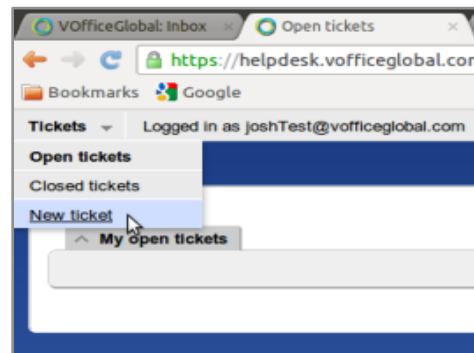 VOfficeGlobal: Inbox
Open tickets
https://helpdesk.vofficeglobal.com
Bookmarks Google
Tickets Logged in as joshTest@vofficeglobal.com
Open tickets
Closed tickets
New ticket
My open tickets